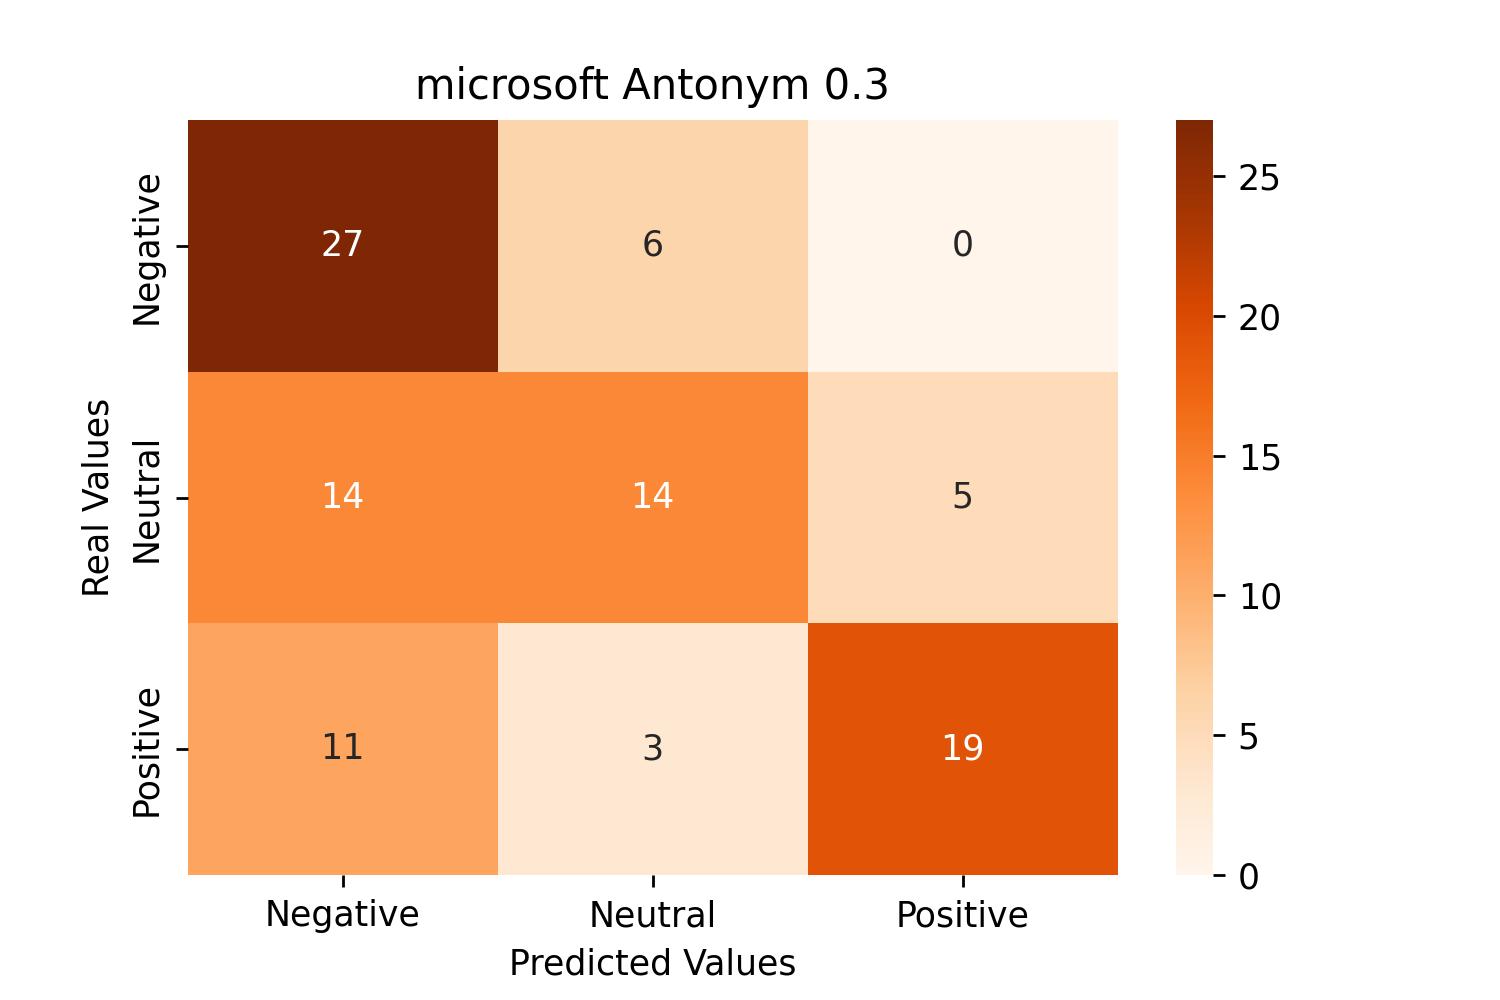 microsoft Antonym 0.3
Real Values
Negative
27 6 0
Neutral
14 14 5
Positive
11 3 19
Negative Neutral Positive
Predicted Values
25
20
15
10
5
0